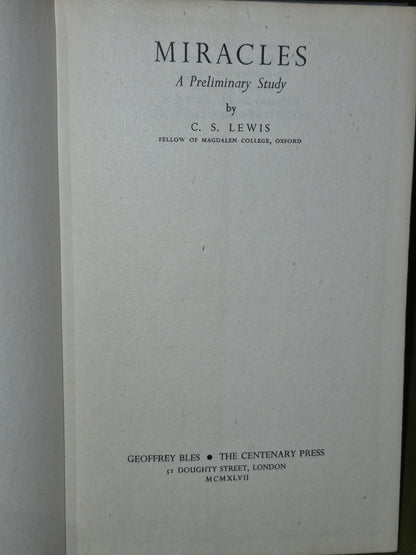 MIRACLES
A Preliminary Study
by
C. S. LEWIS
FELLOW OF MAGDALEN COLLEGE, OXFORD
GEOFFREY BLES ● THE CENTENARY PRESS
52 DOUGHTY STREET, LONDON
MCMXLVII